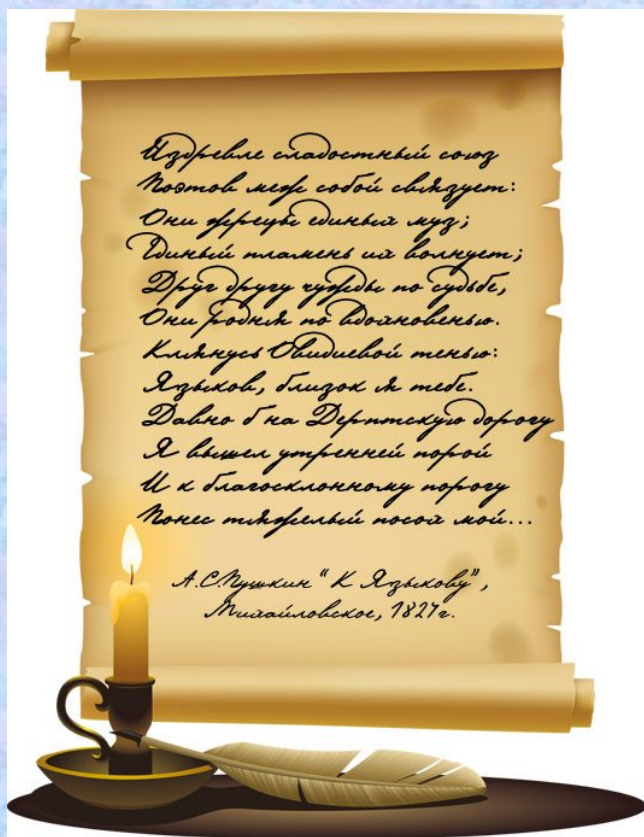 Издревле сладостный союз
Поэтов меж собой связует:
Они жрецы единых муз;
Единый пламень их волнует;
Друг другу чужды по судьбе,
Они родня по вдохновенью.
Клянусь Овидиевой тенью:
Языков, близок я тебе.
Давно б на Дерптскую дорогу
Я вышел утренней порой
И к благосклонному порогу
Понес тяжелый посох мой...
А.С.Пушкин "К Языкову",
Михайловское, 1824г.